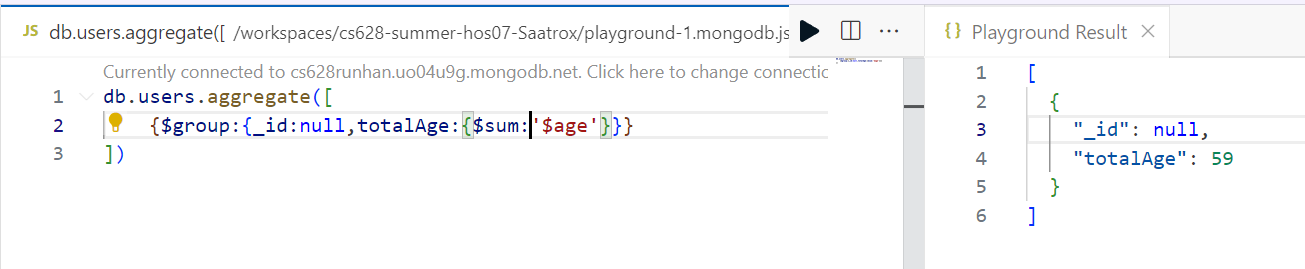 JS db.users.aggregate([ /workspaces/cs628-summer-hos07-Saatrox/playground-1.mongodb.js ...
Currently connected to cs628runhan.uo04u9g.mongodb.net. Click here to change connectio
1 db.users.aggregate([
2 {$group:{_id:null,totalAge:{$sum:'$age'}}}
3 ])
{} Playground Result
1 [
2 {
3 "_id": null,
4 "totalAge": 59
5 }
6 ]